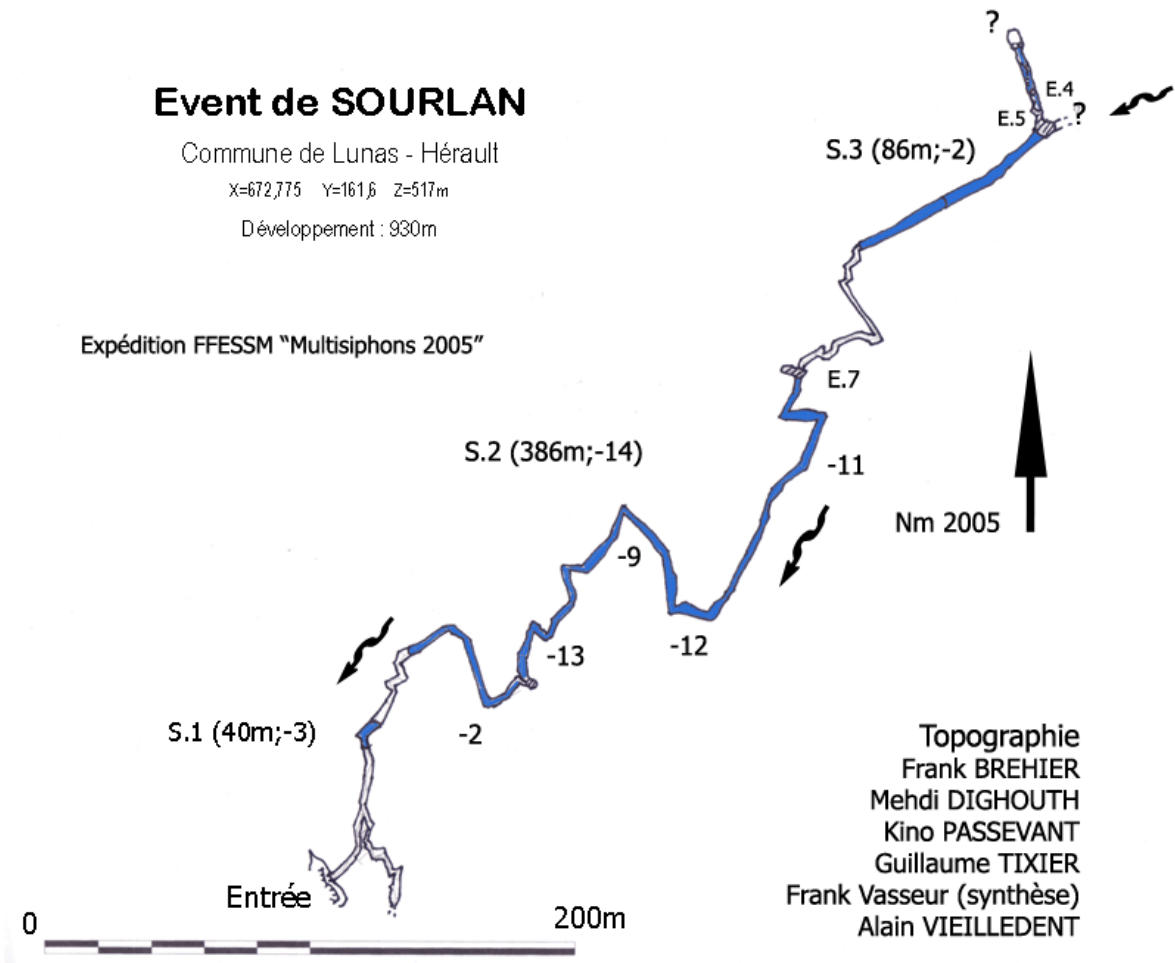 Event de SOURLAN
Commune de Lunas - Hérault
X=672,775 Y=161,6 Z=517m
Développement : 930m
Expédition FFESSM “Multisiphons 2005”
?
E.4
E.5
?
S.3 (86m;-2)
E.7
S.2 (386m;-14)
-11
Nm 2005
-9
-12
-13
-2
S.1 (40m;-3)
Entrée
0
200m
Topographie
Frank BREHIER
Mehdi DIGHOUTH
Kino PASSEVANT
Guillaume TIXIER
Frank Vasseur (synthèse)
Alain VIEILLEDENT